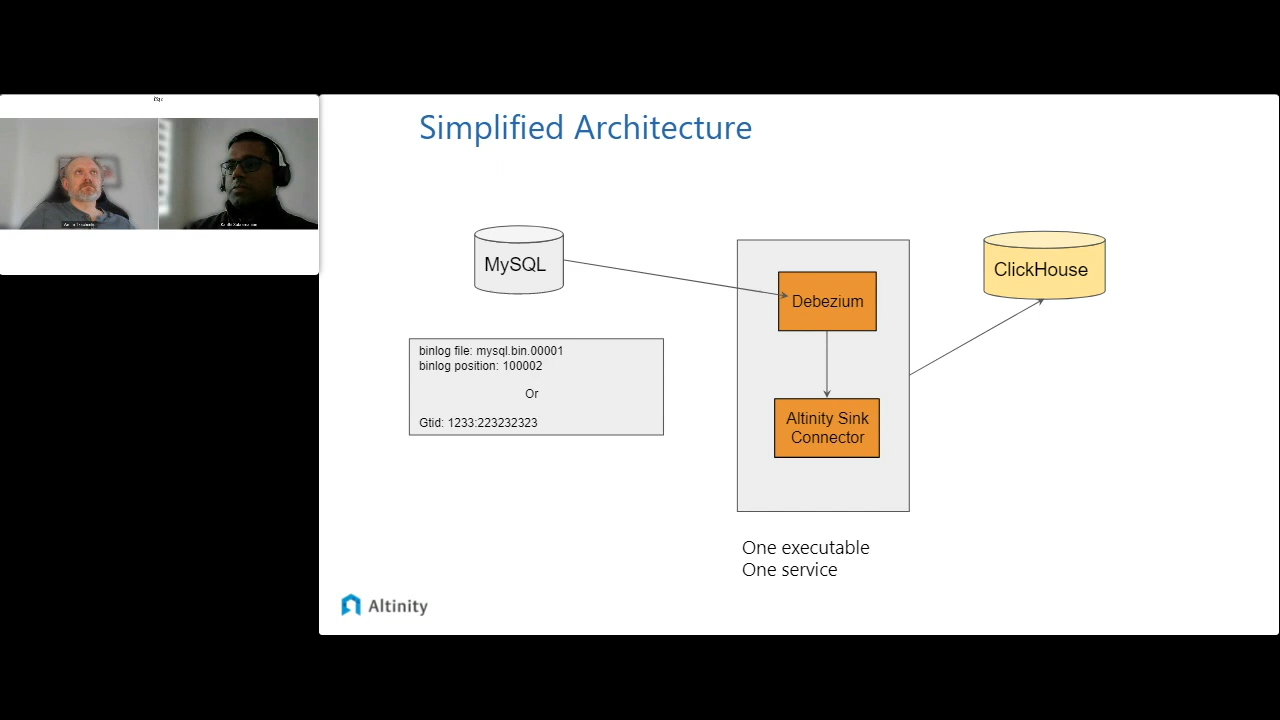 Simplified Architecture
MySQL
Debezium
ClickHouse
binlog file: mysql.bin.00001
binlog position: 100002
Or
Gtid: 1233:223232323
Altinity Sink
Connector
One executable
One service
Altinity